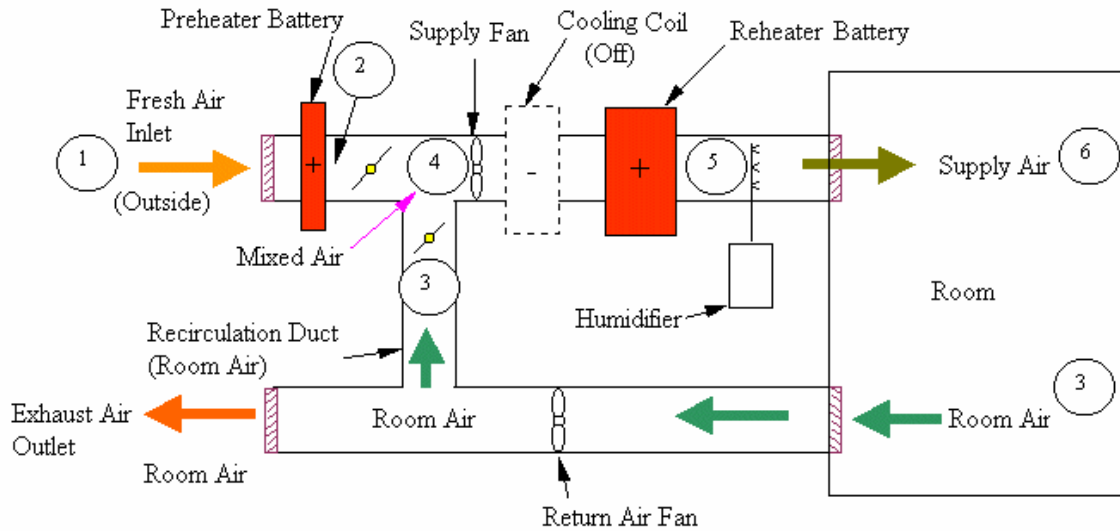 Preheater Battery
Supply Fan
Cooling Coil
(Off)
Reheater Battery
2
Fresh Air
Inlet
1
(Outside)
+
4
-
+
5
6
Supply Air
Mixed Air
3
Humidifier
Room
Recirculation Duct
(Room Air)
3
Exhaust Air
Outlet
Room Air
Room Air
Room Air
Return Air Fan